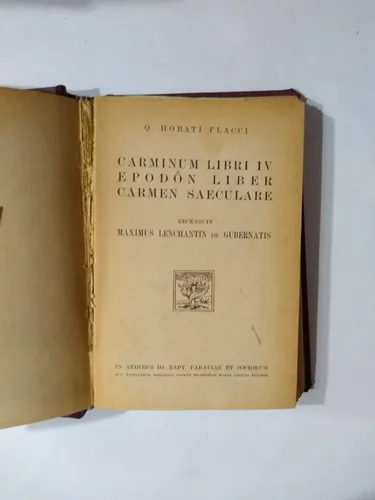 Q. HORATI FLACCI
CARMINUM LIBRI IV
EPODÔN LIBER
CARMEN SAECULARE
RECENSUIT
MAXIMUS LENCHANTIN DE GUBERNATIS
IN AEDIBUS IO. BAPT. PARAVIAE ET SOCIORUM